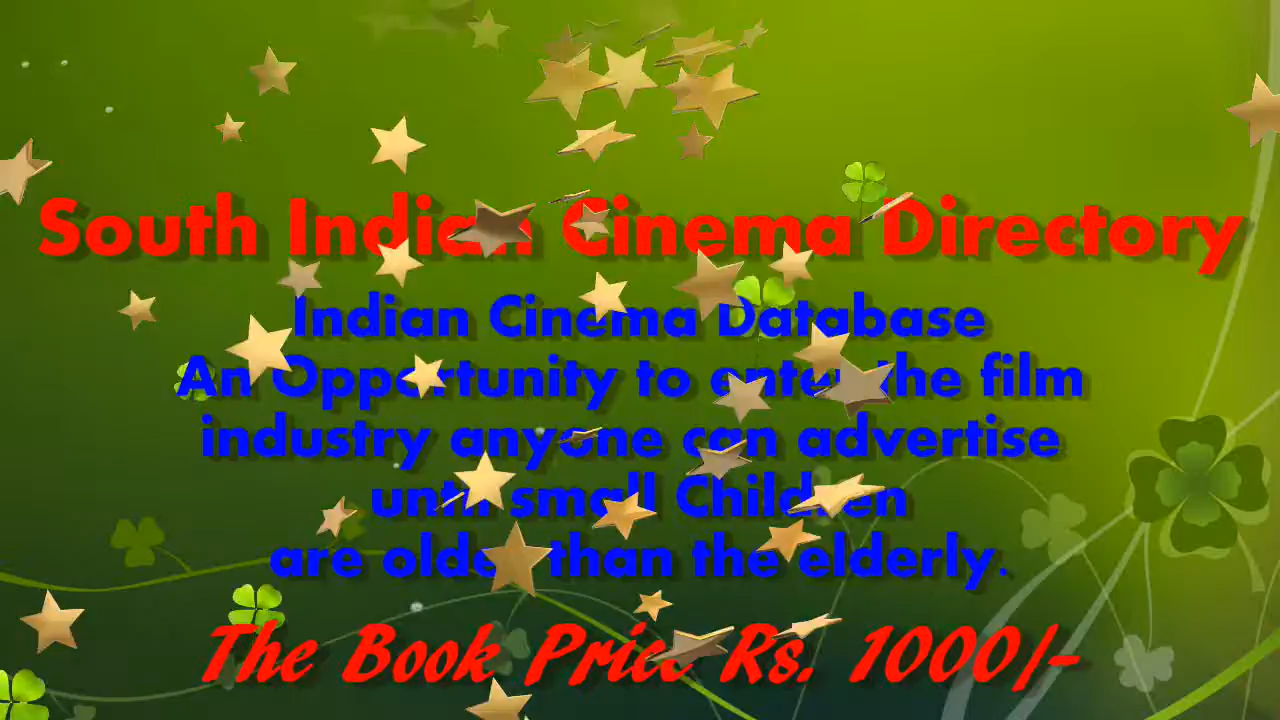 South Indian Cinema Directory
Indian Cinema Database
An Opportunity to enter the film
industry anyone can advertise
until small Children
are older than the elderly.
The Book Price Rs. 1000/-